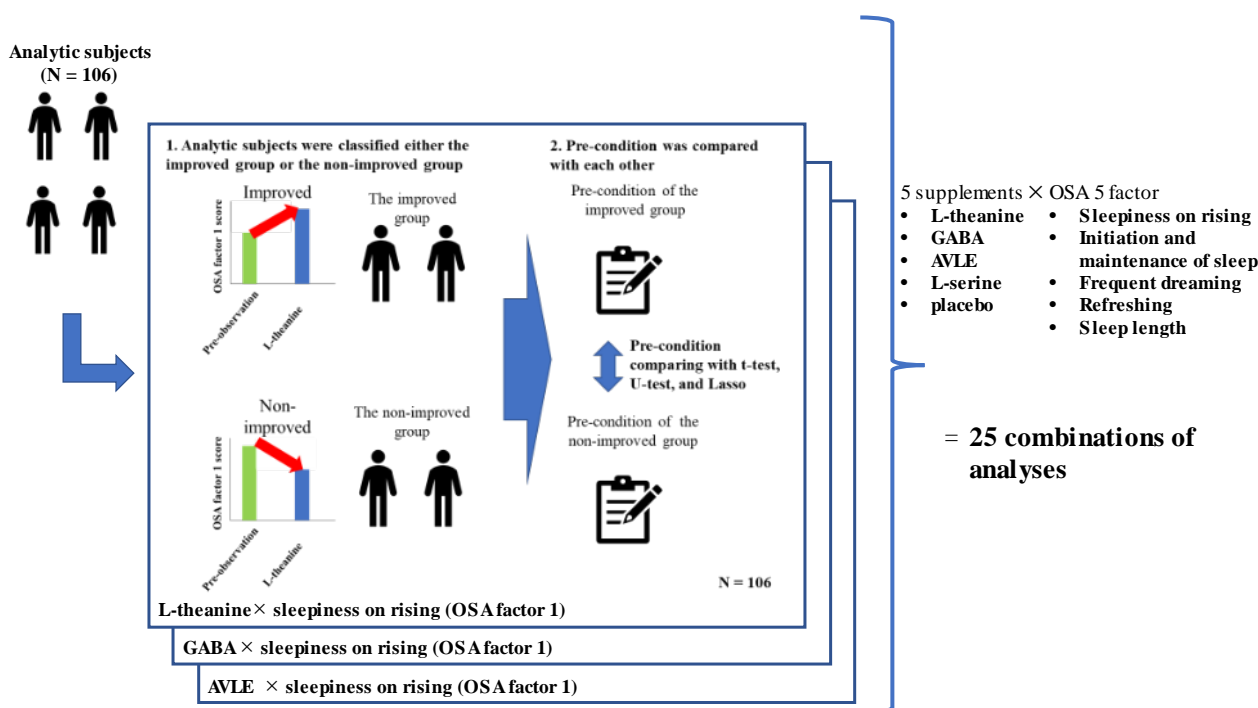 Analytic subjects
(N = 106)
1. Analytic subjects were classified either the
improved group or the non-improved group
Improved
OSA factor 1 score
Pre-observation
L-theanine
The improved
group
Non-
improved
OSA factor 1 score
Pre-observation
L-theanine
The non-improved
group
2. Pre-condition was compared
with each other
Pre-condition of the
improved group
Pre-condition
comparing with t-test,
U-test, and Lasso
Pre-condition of the
non-improved group
N = 106
L-theanine× sleepiness on rising (OSA factor 1)
GABA × sleepiness on rising (OSA factor 1)
AVLE × sleepiness on rising (OSA factor 1)
5 supplements × OSA 5 factor
• L-theanine
• GABA
• AVLE
• L-serine
• placebo
• Sleepiness on rising
• Initiation and
maintenance of sleep
• Frequent dreaming
• Refreshing
• Sleep length
= 25 combinations of
analyses